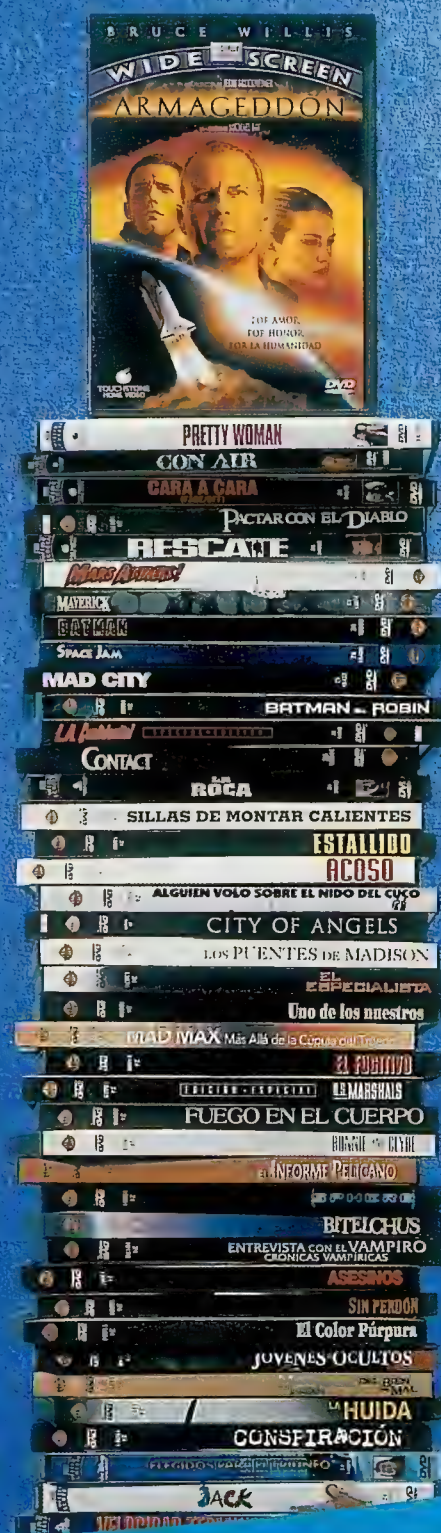 BRUCE WILLIS
WIDE SCREEN
ARMAGEDDON
POR AMOR,
POR HONOR,
POR LA HUMANIDAD
TOUCHSTONE
HOME VIDEO
DVD
PRETTY WOMAN
CON AIR
CARA A CARA
PACTAR CON EL DIABLO
RESCATE
MARS ATTACKS!
MAVERICK
BATMAN
SPACE JAM
MAD CITY
BATMAN & ROBIN
CONTACT
LA ROCA
SILLAS DE MONTAR CALIENTES
ESTALLIDO
ACOSO
ALGUIEN VOLO SOBRE EL NIDO DEL CUCO
CITY OF ANGELS
LOS PUENTES DE MADISON
EL ESPECIALISTA
Uno de los nuestros
MAD MAX Más Allá de la Cúpula del Trueno
EL FUGITIVO
EDICION ESPECIAL U.S. MARSHALS
FUEGO EN EL CUERPO
BONNIE AND CLYDE
EL INFORME PELICANO
BITELCHUS
ENTREVISTA CON EL VAMPIRO
CRONICAS VAMPIRICAS
ASESINOS
SIN PERDON
El Color Púrpura
JOVENES OCULTOS
LA HUIDA
CONSPIRACIÓN
ELEGIDOS PARA EL TRIUNFO
JACK